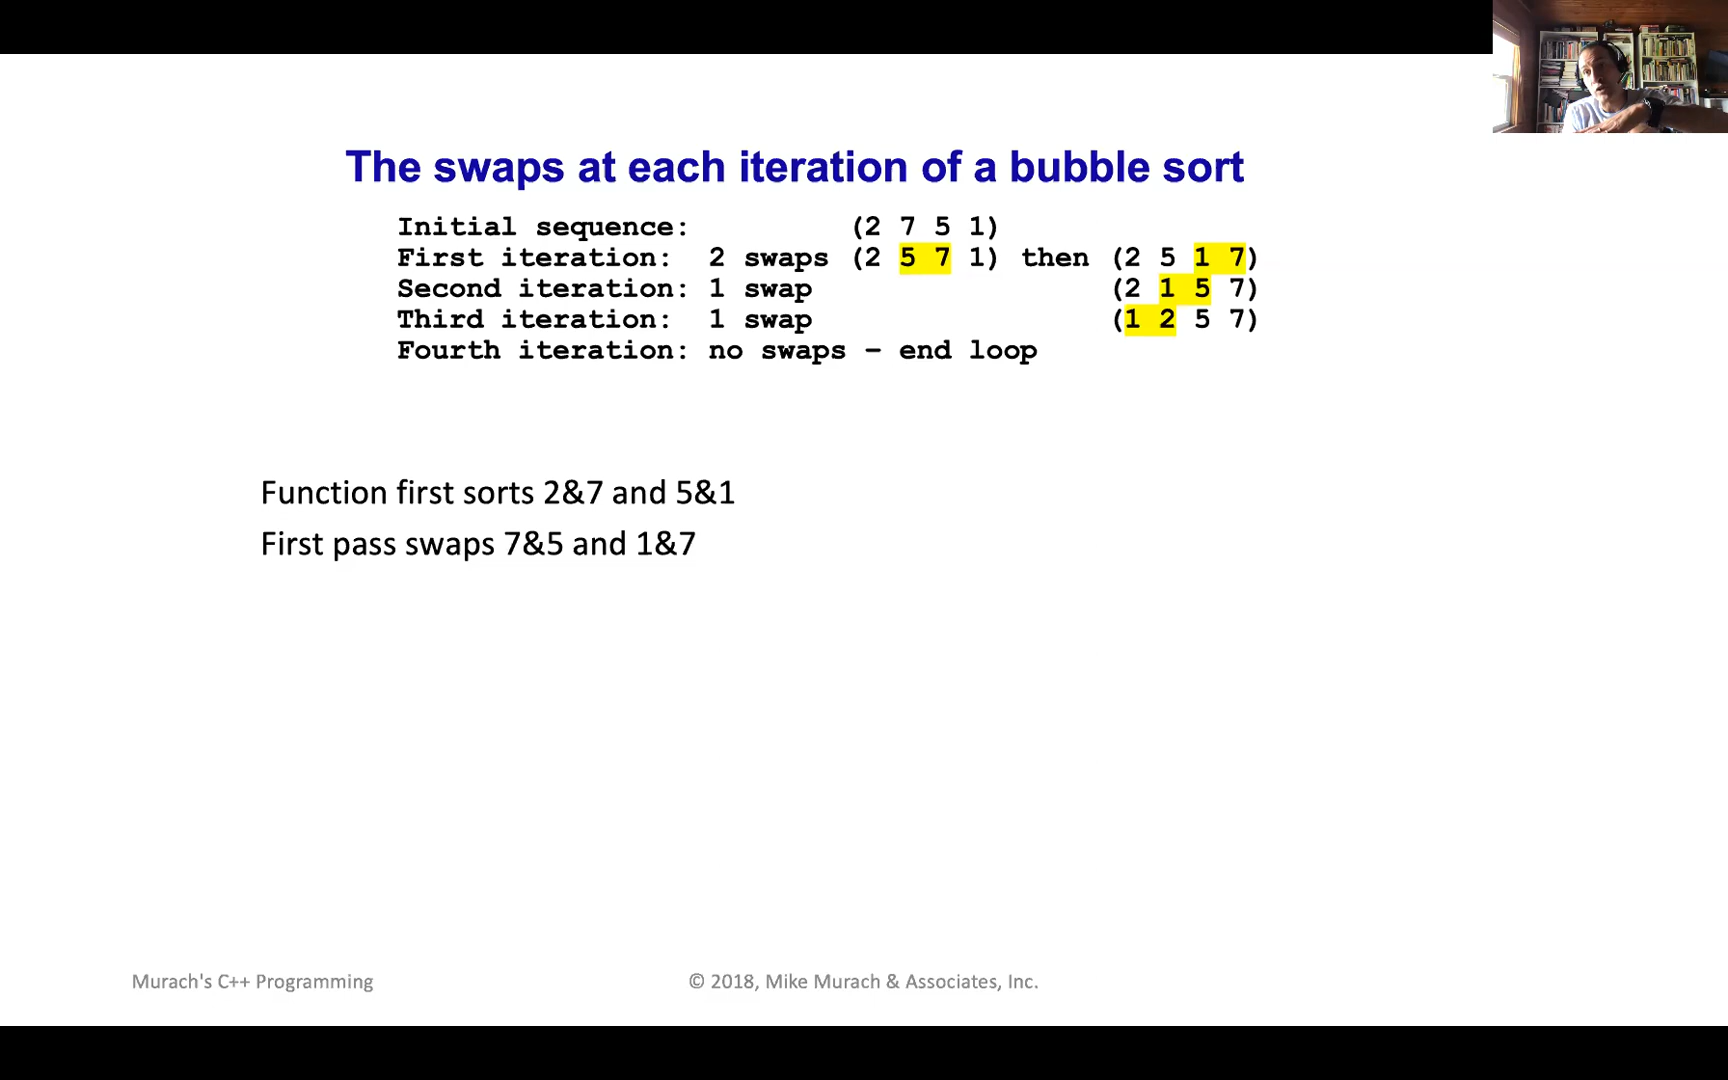 The swaps at each iteration of a bubble sort
Initial sequence: (2 7 5 1)
First iteration: 2 swaps (2 5 7 1) then (2 5 1 7)
Second iteration: 1 swap (2 1 5 7)
Third iteration: 1 swap (1 2 5 7)
Fourth iteration: no swaps – end loop
Function first sorts 2&7 and 5&1
First pass swaps 7&5 and 1&7
Murach's C++ Programming
© 2018, Mike Murach & Associates, Inc.